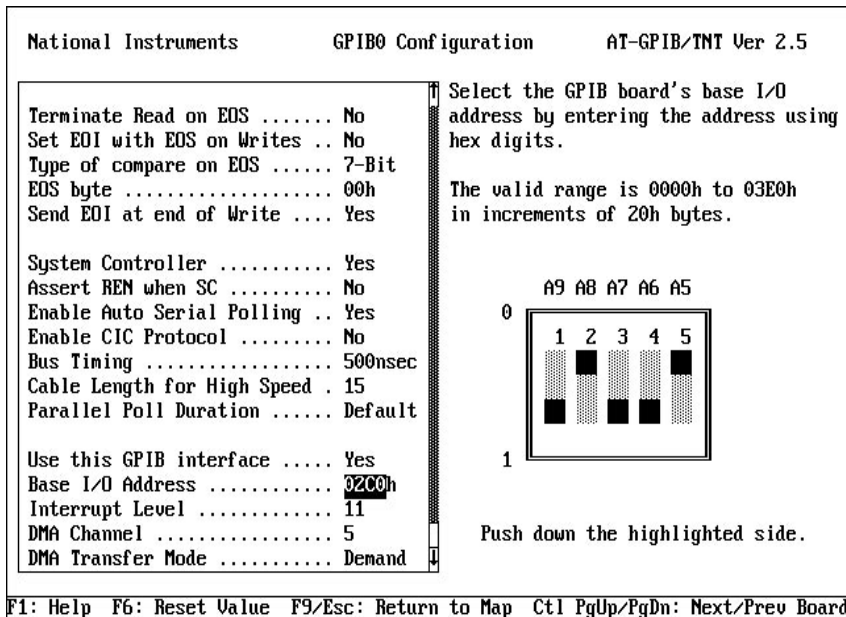 National Instruments GPIB0 Configuration AT-GPIB/TNT Ver 2.5
Terminate Read on EOS ....... No
Set EOI with EOS on Writes .. No
Type of compare on EOS ...... 7-Bit
EOS byte .................... 00h
Send EOI at end of Write .... Yes
System Controller ........... Yes
Assert REN when SC .......... No
Enable Auto Serial Polling .. Yes
Enable CIC Protocol ......... No
Bus Timing .................. 500nsec
Cable Length for High Speed . 15
Parallel Poll Duration ...... Default
Use this GPIB interface ..... Yes
Base I/O Address ............ 02C0h
Interrupt Level ............. 11
DMA Channel ................. 5
DMA Transfer Mode ........... Demand
Select the GPIB board's base I/O
address by entering the address using
hex digits.
The valid range is 0000h to 03E0h
in increments of 20h bytes.
A9 A8 A7 A6 A5
0
1 2 3 4 5
1
Push down the highlighted side.
F1: Help F6: Reset Value F9/Esc: Return to Map Ctl PgUp/PgDn: Next/Prev Board